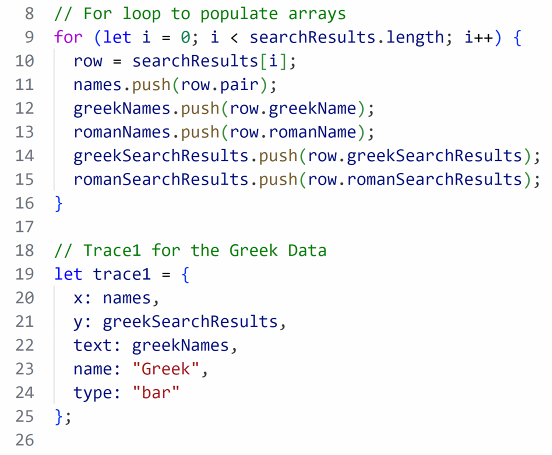 8 // For loop to populate arrays
9 for (let i = 0; i < searchResults.length; i++) {
10   row = searchResults[i];
11   names.push(row.pair);
12   greekNames.push(row.greekName);
13   romanNames.push(row.romanName);
14   greekSearchResults.push(row.greekSearchResults);
15   romanSearchResults.push(row.romanSearchResults);
16 }
17
18 // Trace1 for the Greek Data
19 let trace1 = {
20   x: names,
21   y: greekSearchResults,
22   text: greekNames,
23   name: "Greek",
24   type: "bar"
25 };
26